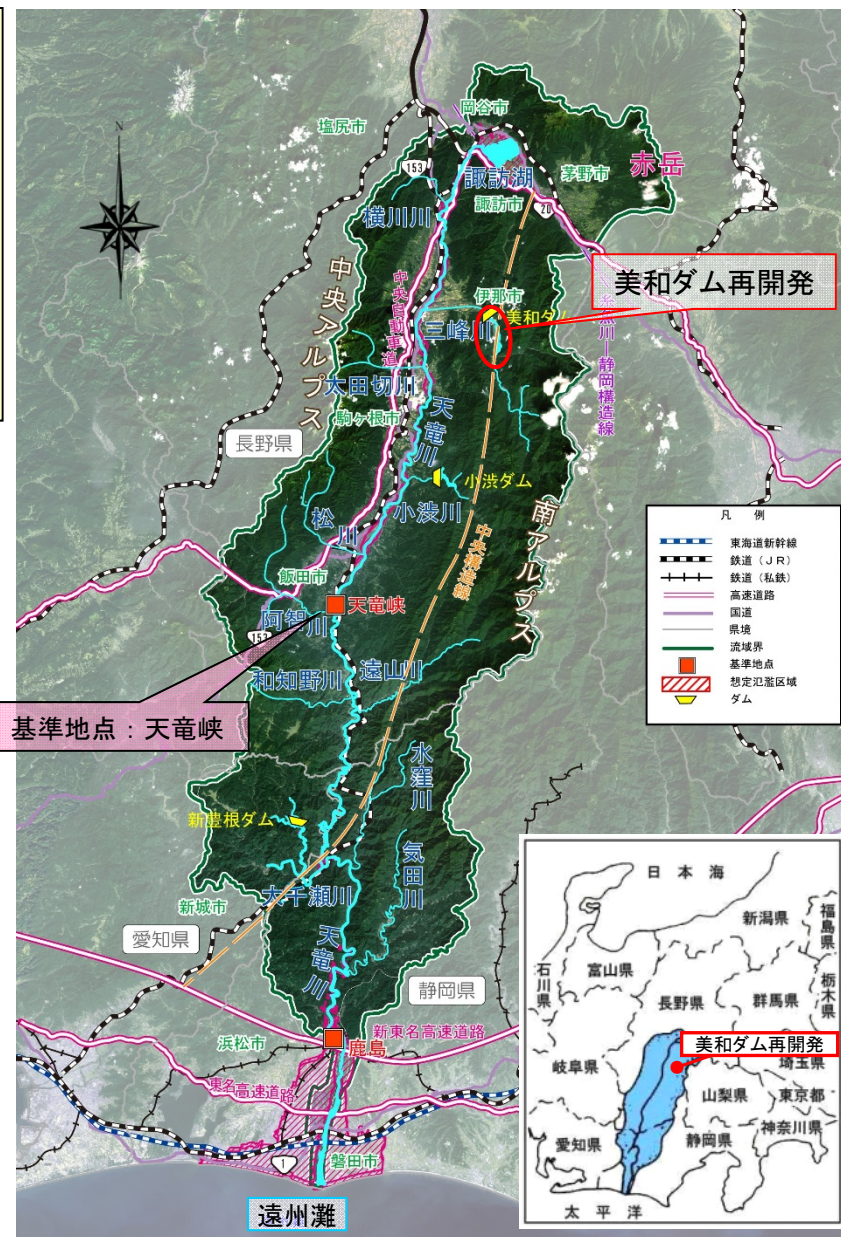 N
岡谷市
塩尻市
赤岳
153
諏訪湖
茅野市
諏訪市
20
横川川
美和ダム再開発
中央アルプス
中央自動車道
伊那市
美和ダム
三峰川
糸魚川―静岡構造線
太田切川
駒ヶ根市
天竜川
長野県
小渋ダム
小渋川
南アルプス
中央構造線
松川
飯田市
天竜峡
阿智川
153
遠山川
和知野川
基準地点：天竜峡
凡 例
東海道新幹線
鉄道（ＪＲ）
鉄道（私鉄）
高速道路
国道
県境
流域界
基準地点
想定氾濫区域
ダム
水窪川
新豊根ダム
気田川
大千瀬川
新城市
愛知県
天竜川
静岡県
浜松市
新東名高速道路
鹿島
東名高速道路
1
磐田市
遠州灘
日 本 海
新潟県
福島県
富山県
石川県
長野県
群馬県
栃木県
美和ダム再開発
岐阜県
埼玉県
山梨県
東京都
愛知県
静岡県
神奈川県
太 平 洋